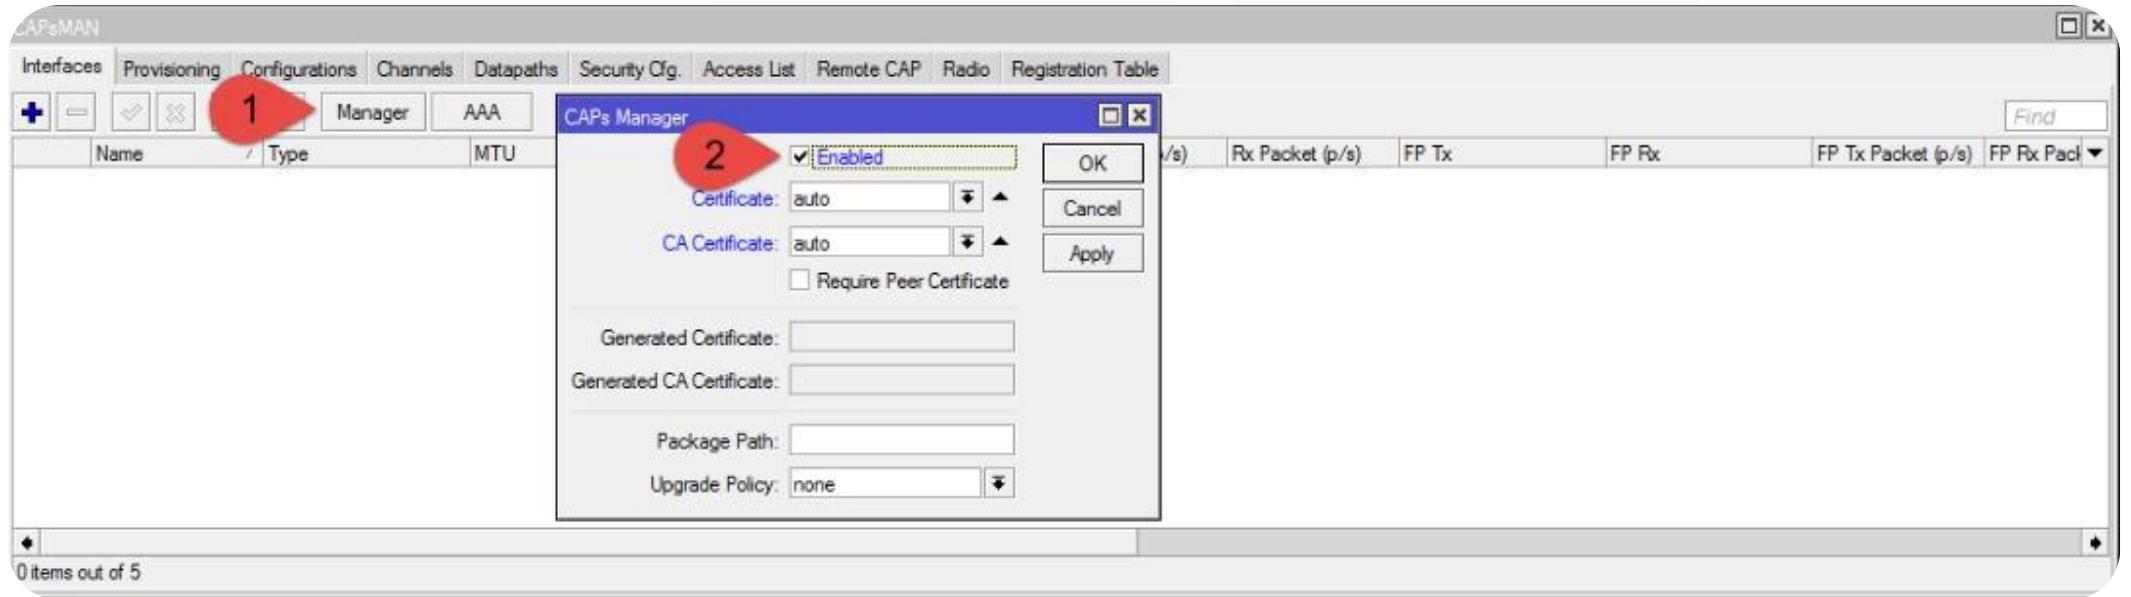 CAPsMAN
Interfaces Provisioning Configurations Channels Datapaths Security Cfg. Access List Remote CAP Radio Registration Table
1 Manager AAA Find
Name Type MTU /s) Rx Packet (p/s) FP Tx FP Rx FP Tx Packet (p/s) FP Rx Pack
CAPs Manager
2 Enabled OK
Certificate: auto Cancel
CA Certificate: auto Apply
Require Peer Certificate
Generated Certificate:
Generated CA Certificate:
Package Path:
Upgrade Policy: none
0 items out of 5